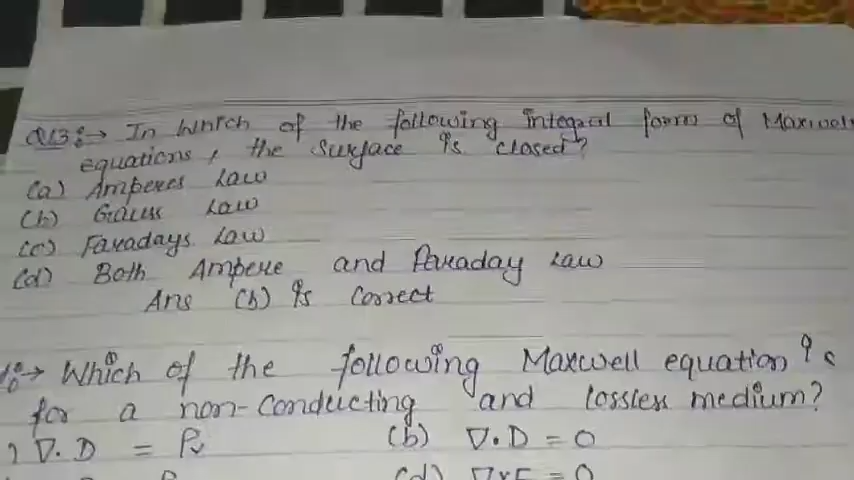 Q13:→ In which of the following integral form of Maxwells
equations, the surface is closed?
(a) Amperes Law
(b) Gauss Law
(c) Faradays Law
(d) Both Ampere and Faraday Law
Ans (b) is correct
→ Which of the following Maxwell equation is
for a non-conducting and lossless medium?
) ∇.D = ρv
(b) ∇.D = 0
(d) ∇×E = 0